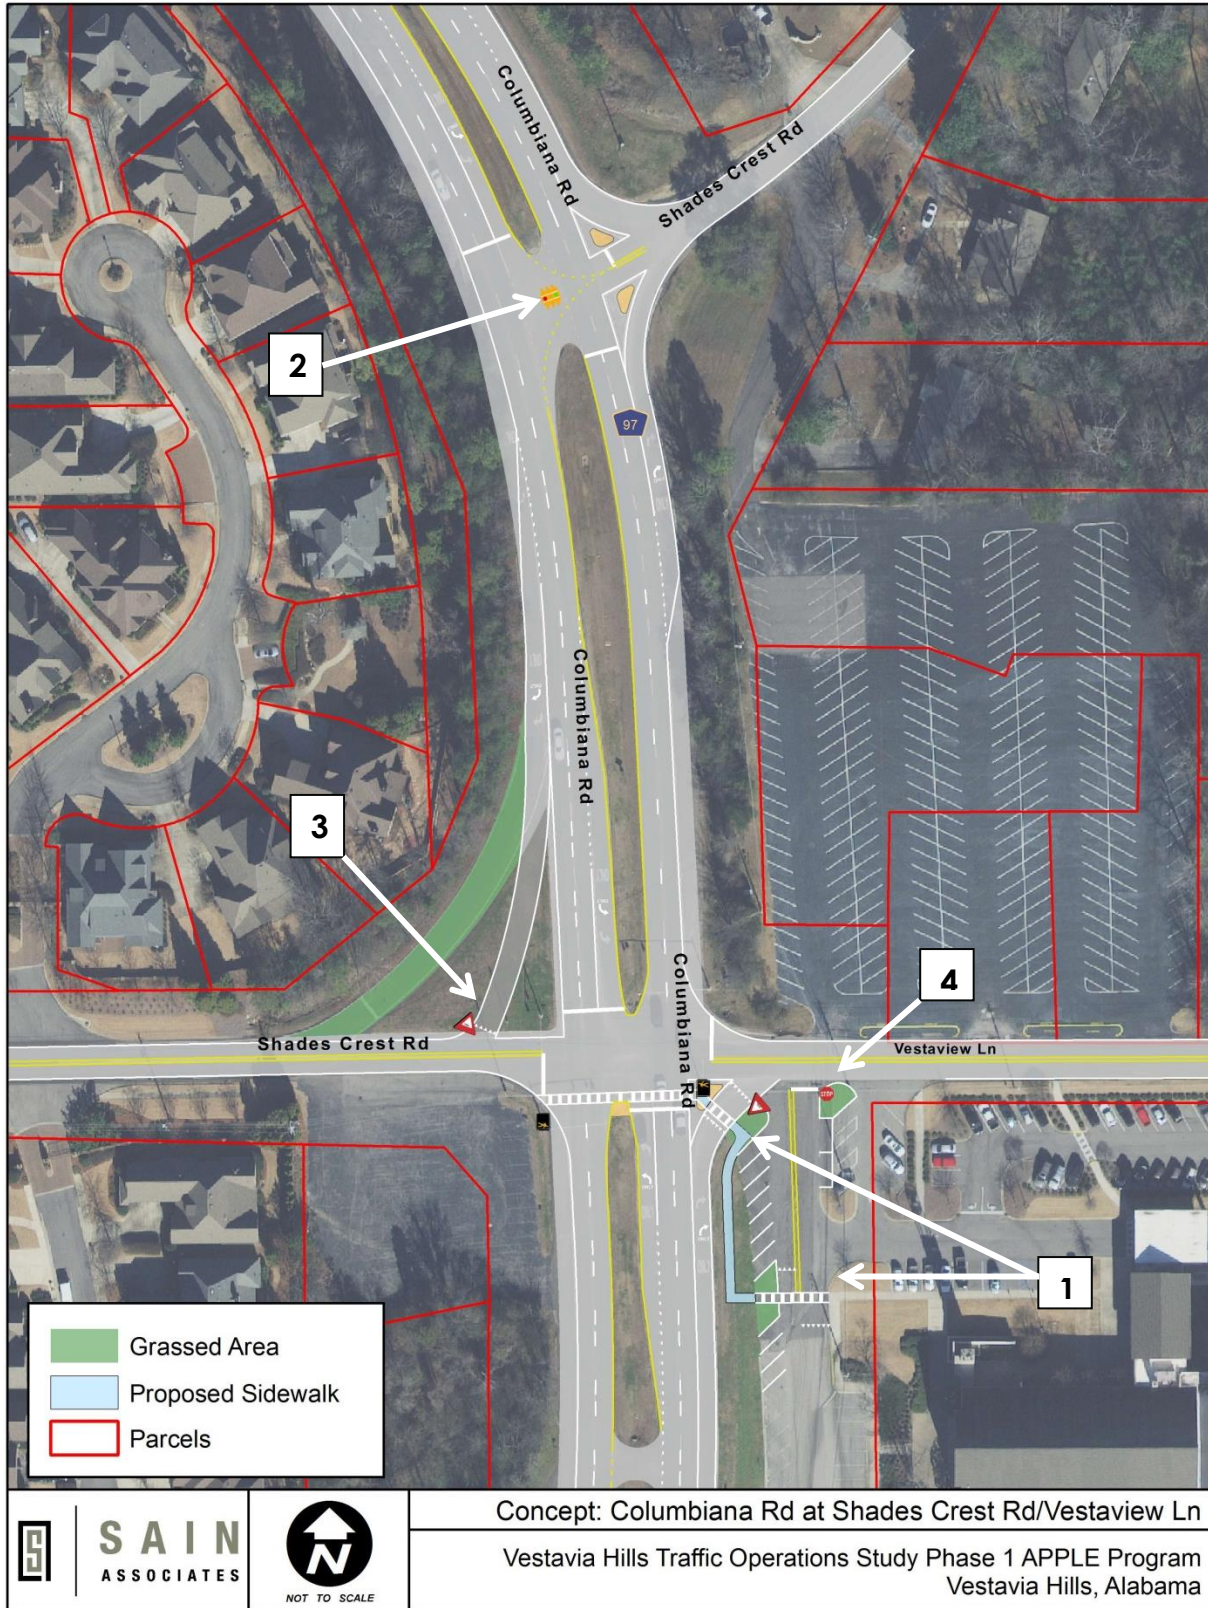 Columbiana Rd
Shades Crest Rd
2
97
Columbiana Rd
3
4
Columbiana Rd
Shades Crest Rd
Vestaview Ln
STOP
1
Grassed Area
Proposed Sidewalk
Parcels
SAIN
ASSOCIATES
N
NOT TO SCALE
Concept: Columbiana Rd at Shades Crest Rd/Vestaview Ln
Vestavia Hills Traffic Operations Study Phase 1 APPLE Program
Vestavia Hills, Alabama